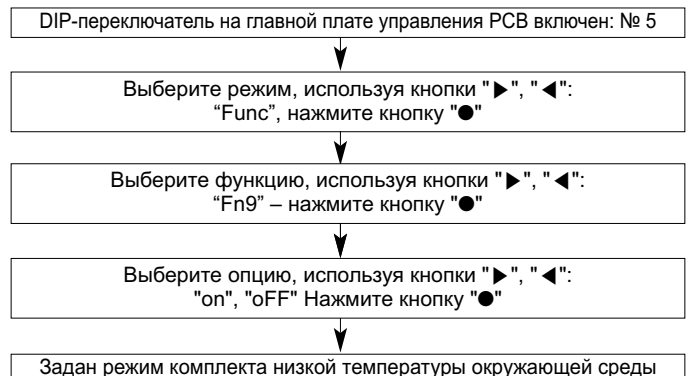 DIP-переключатель на главной плате управления PCB включен: № 5
Выберите режим, используя кнопки "▶", "◀":
“Func”, нажмите кнопку "●"
Выберите функцию, используя кнопки "▶", "◀":
“Fn9” – нажмите кнопку "●"
Выберите опцию, используя кнопки "▶", "◀":
"on", "oFF" Нажмите кнопку "●"
Задан режим комплекта низкой температуры окружающей среды